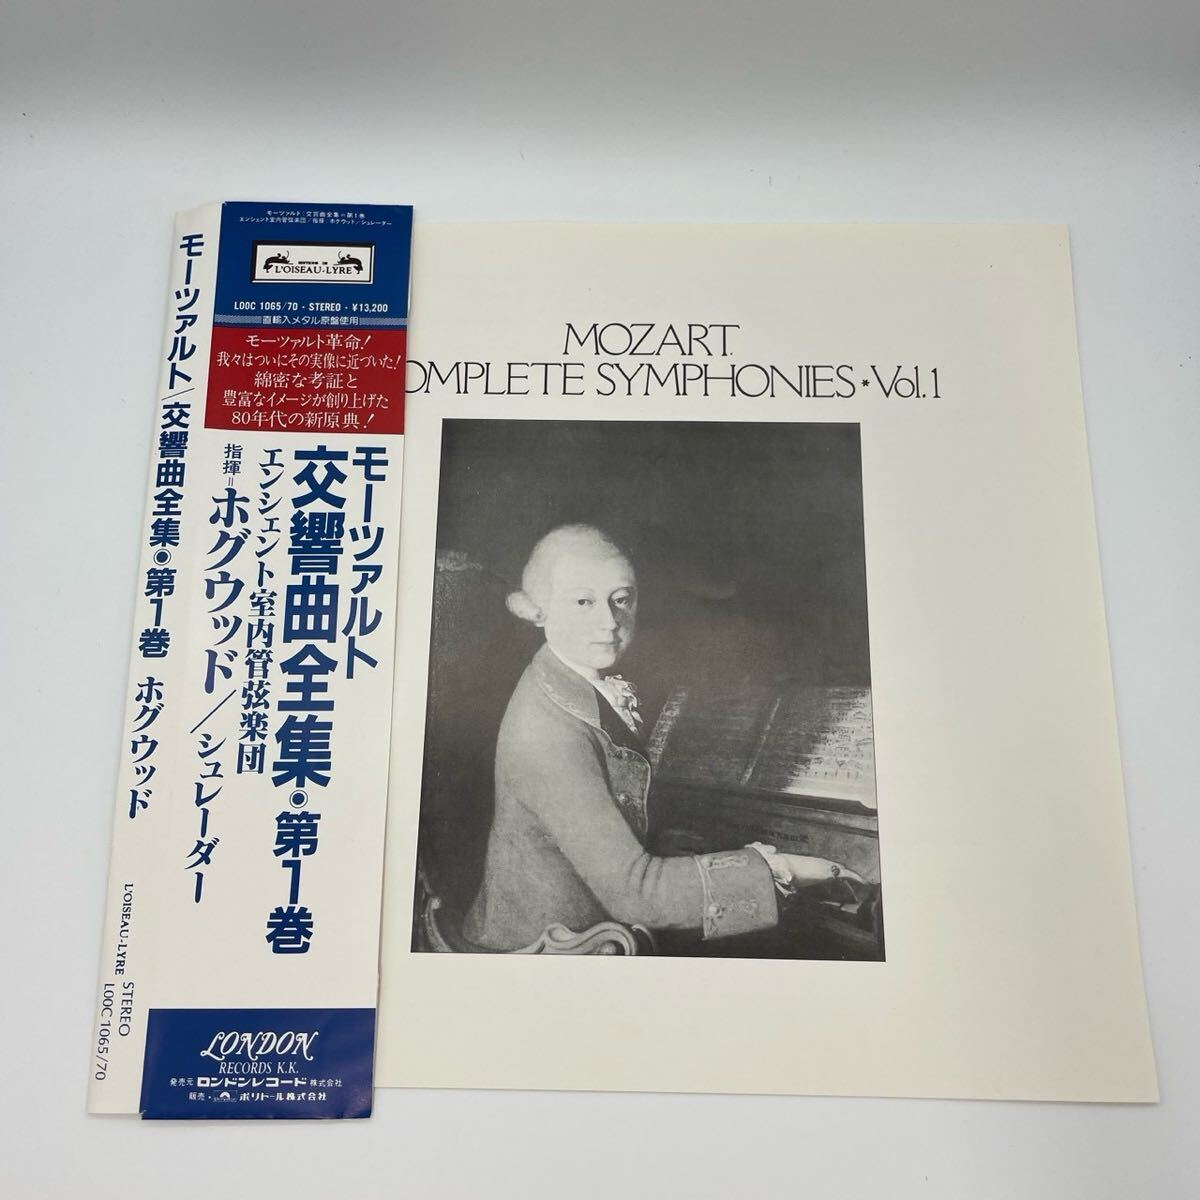 モーツァルト/交響曲全集●第1巻 ホグウッド
L'OISEAU-LYRE STEREO
LOOC 1065/70
モーツァルト:交響曲全集=第1巻
エンシェント室内管弦楽団/指揮:ホグウッド/シュレーダー
L'OISEAU-LYRE
LOOC 1065/70・STEREO・¥13,200
直輸入メタル原盤使用
モーツァルト革命!
我々はついにその実像に近づいた!
綿密な考証と
豊富なイメージが創り上げた
80年代の新原典!
モーツァルト
交響曲全集●第1巻
エンシェント室内管弦楽団
指揮=ホグウッド/シュレーダー
LONDON
RECORDS K.K.
発売元 ロンドンレコード 株式会社
販売・ポリドール株式会社
MOZART
OMPLETE SYMPHONIES * Vol.1